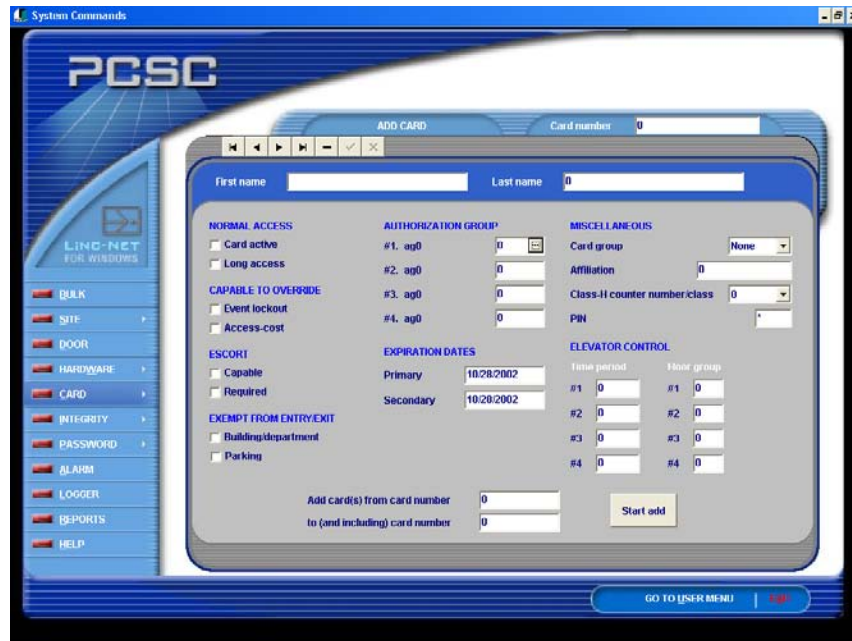 System Commands
PCSC
ADD CARD
Card number 0
First name
Last name 0
LINC-NET
FOR WINDOWS
BULK
SITE
DOOR
HARDWARE
CARD
INTEGRITY
PASSWORD
ALARM
LOGGER
REPORTS
HELP
NORMAL ACCESS
Card active
Long access
CAPABLE TO OVERRIDE
Event lockout
Access-cost
ESCORT
Capable
Required
EXEMPT FROM ENTRY/EXIT
Building/department
Parking
AUTHORIZATION GROUP
#1. ag0 0
#2. ag0 0
#3. ag0 0
#4. ag0 0
EXPIRATION DATES
Primary 10/28/2002
Secondary 10/28/2002
MISCELLANEOUS
Card group None
Affiliation 0
Class-H counter number/class 0
PIN *
ELEVATOR CONTROL
Time period Floor group
#1 0 #1 0
#2 0 #2 0
#3 0 #3 0
#4 0 #4 0
Add card(s) from card number 0
to (and including) card number 0
Start add
GO TO USER MENU | Exit